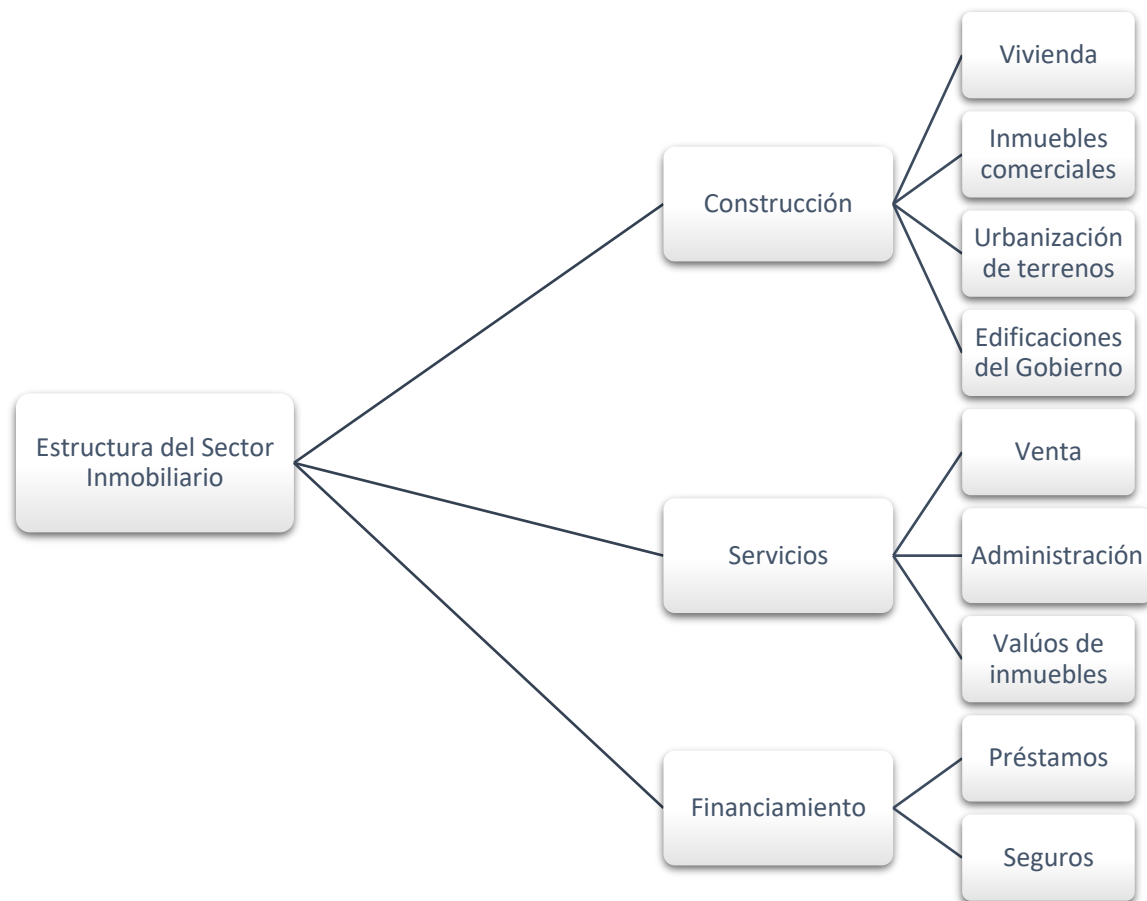 Estructura del Sector
Inmobiliario
Construcción
Vivienda
Inmuebles
comerciales
Urbanización
de terrenos
Edificaciones
del Gobierno
Servicios
Venta
Administración
Valúos de
inmuebles
Financiamiento
Préstamos
Seguros